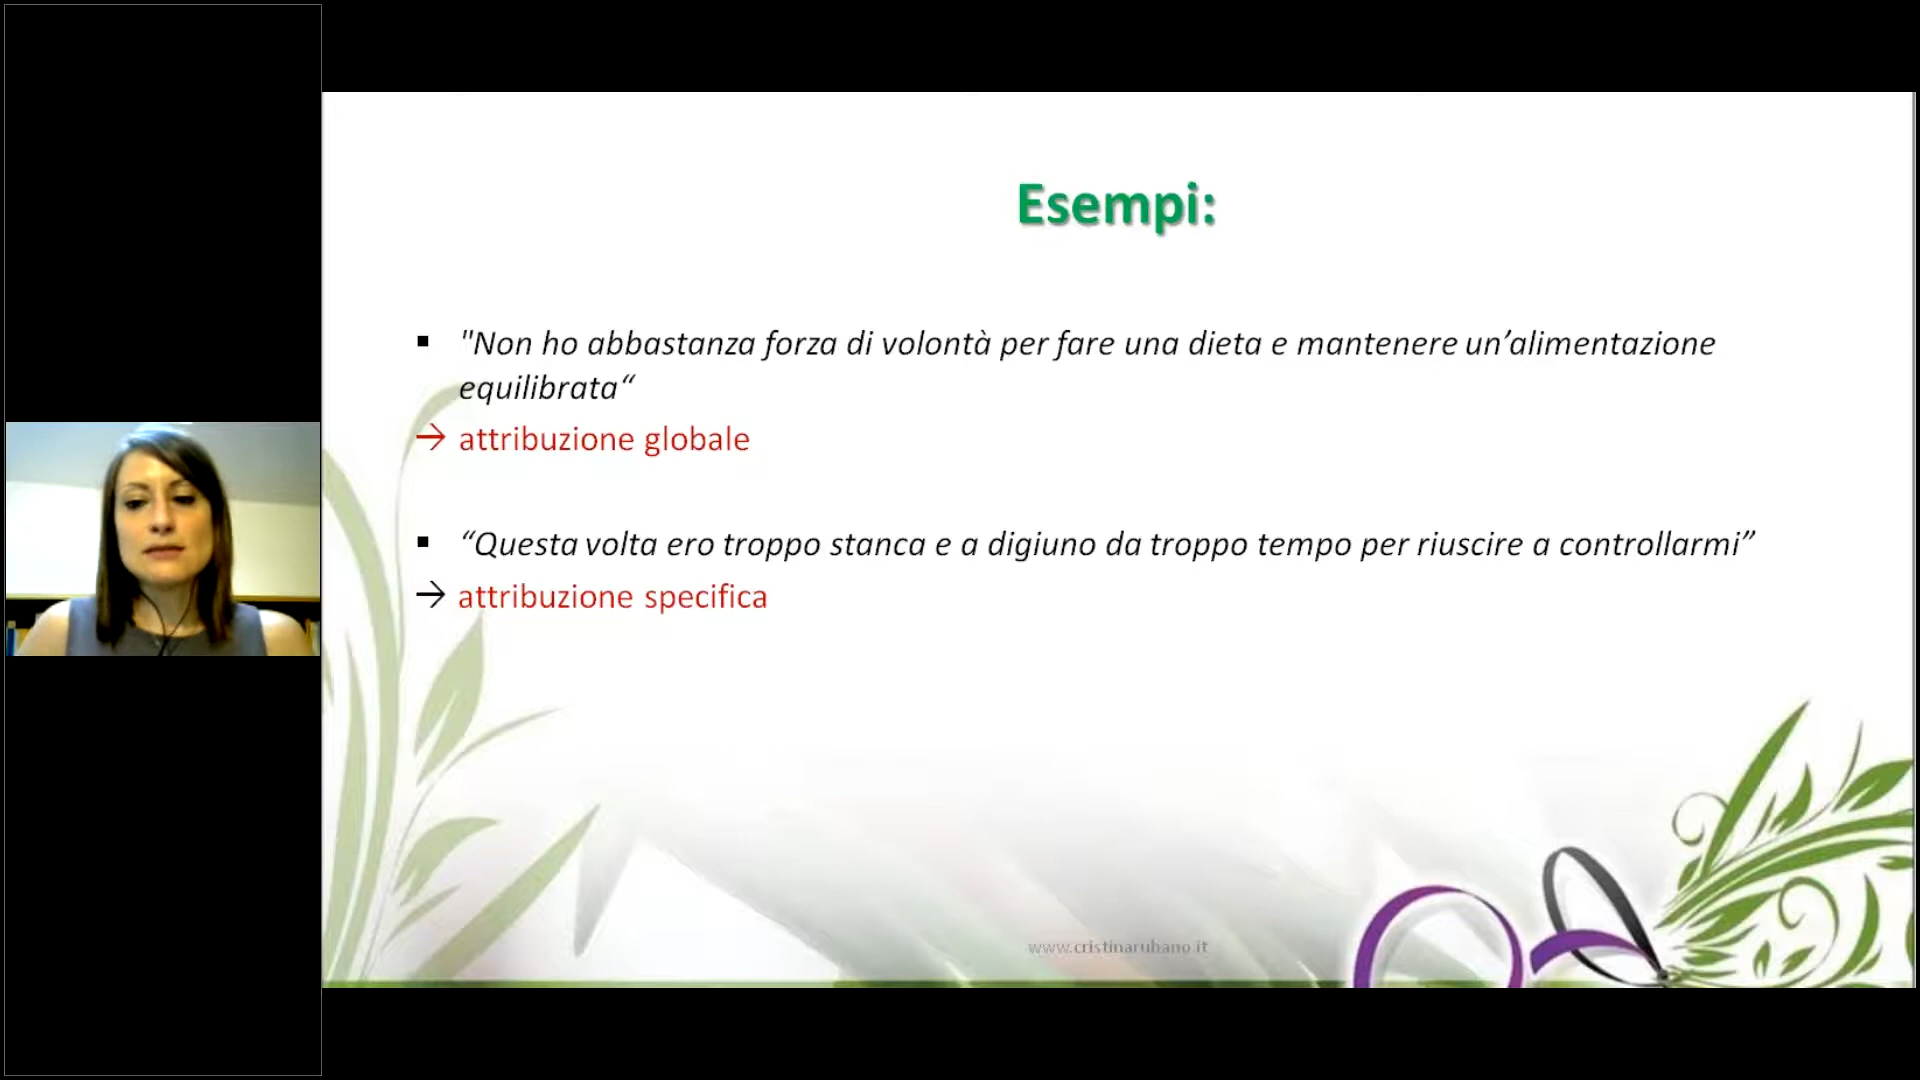 Esempi:
▪ "Non ho abbastanza forza di volontà per fare una dieta e mantenere un’alimentazione
equilibrata“
→ attribuzione globale
▪ “Questa volta ero troppo stanca e a digiuno da troppo tempo per riuscire a controllarmi”
→ attribuzione specifica
www.cristinarubano.it